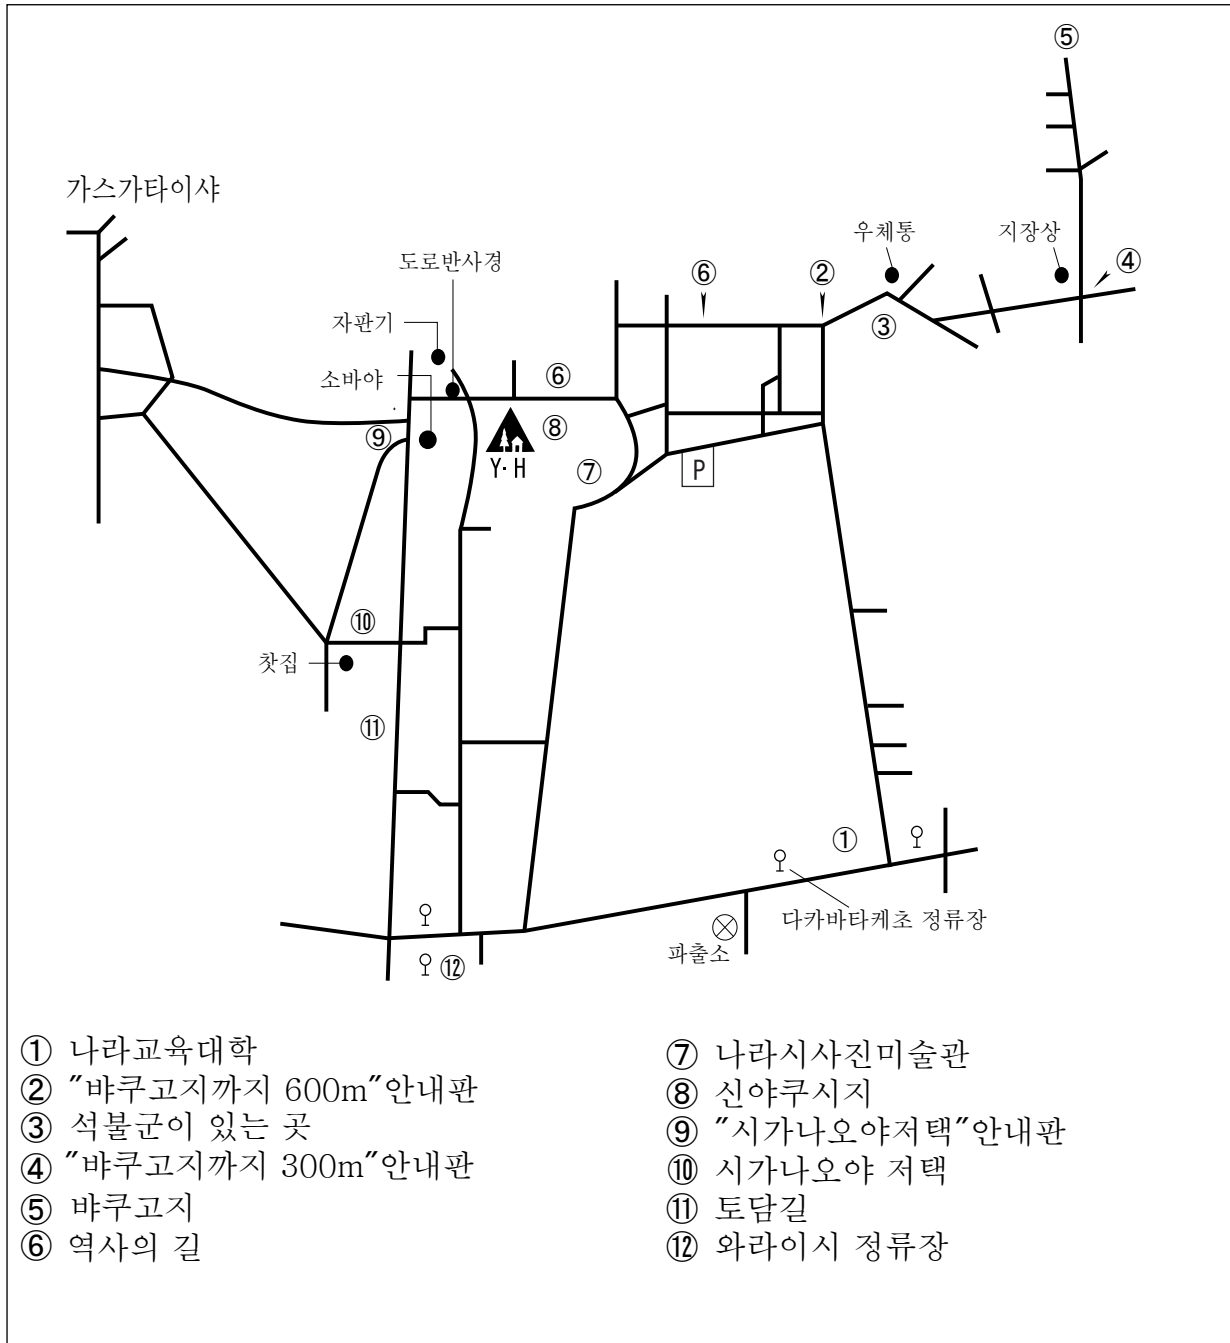 ⑤
가스가타이샤
우체통
지장상
도로반사경
⑥
②
④
자판기
③
소바야
⑥
⑨
⑧
Y·H
⑦
P
⑩
찻집
⑪
①
다카바타케초 정류장
파출소
⑫
① 나라교육대학
② "뱌쿠고지까지 600m"안내판
③ 석불군이 있는 곳
④ "뱌쿠고지까지 300m"안내판
⑤ 뱌쿠고지
⑥ 역사의 길
⑦ 나라시사진미술관
⑧ 신야쿠시지
⑨ "시가나오야저택"안내판
⑩ 시가나오야 저택
⑪ 토담길
⑫ 와라이시 정류장